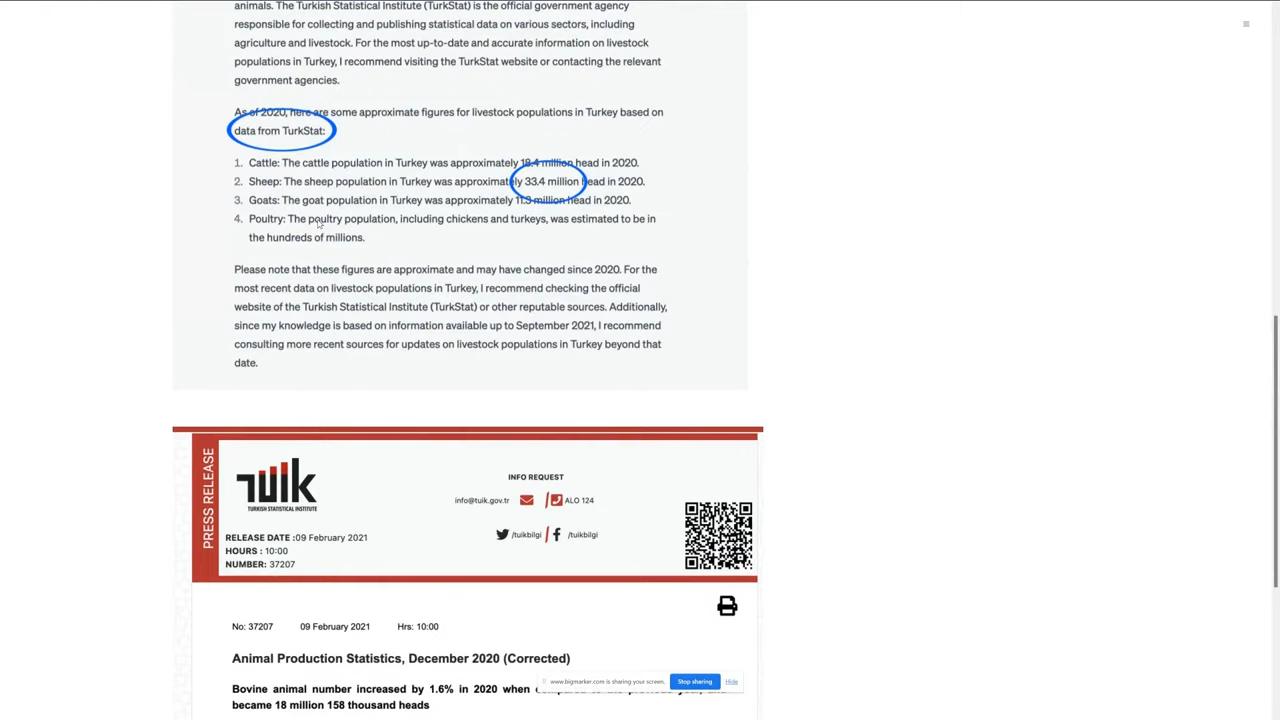 animals. The Turkish Statistical Institute (TurkStat) is the official government agency
responsible for collecting and publishing statistical data on various sectors, including
agriculture and livestock. For the most up-to-date and accurate information on livestock
populations in Turkey, I recommend visiting the TurkStat website or contacting the relevant
government agencies.
As of 2020, here are some approximate figures for livestock populations in Turkey based on
data from TurkStat:
1. Cattle: The cattle population in Turkey was approximately 18.4 million head in 2020.
2. Sheep: The sheep population in Turkey was approximately 33.4 million head in 2020.
3. Goats: The goat population in Turkey was approximately 11.3 million head in 2020.
4. Poultry: The poultry population, including chickens and turkeys, was estimated to be in
the hundreds of millions.
Please note that these figures are approximate and may have changed since 2020. For the
most recent data on livestock populations in Turkey, I recommend checking the official
website of the Turkish Statistical Institute (TurkStat) or other reputable sources. Additionally,
since my knowledge is based on information available up to September 2021, I recommend
consulting more recent sources for updates on livestock populations in Turkey beyond that
date.
PRESS RELEASE
tuik
TURKISH STATISTICAL INSTITUTE
INFO REQUEST
info@tuik.gov.tr ALO 124
/tuikbilgi /tuikbilgi
RELEASE DATE :09 February 2021
HOURS : 10:00
NUMBER: 37207
No: 37207 09 February 2021 Hrs: 10:00
Animal Production Statistics, December 2020 (Corrected)
www.bigmarker.com is sharing your screen. Stop sharing Hide
Bovine animal number increased by 1.6% in 2020 when
became 18 million 158 thousand heads